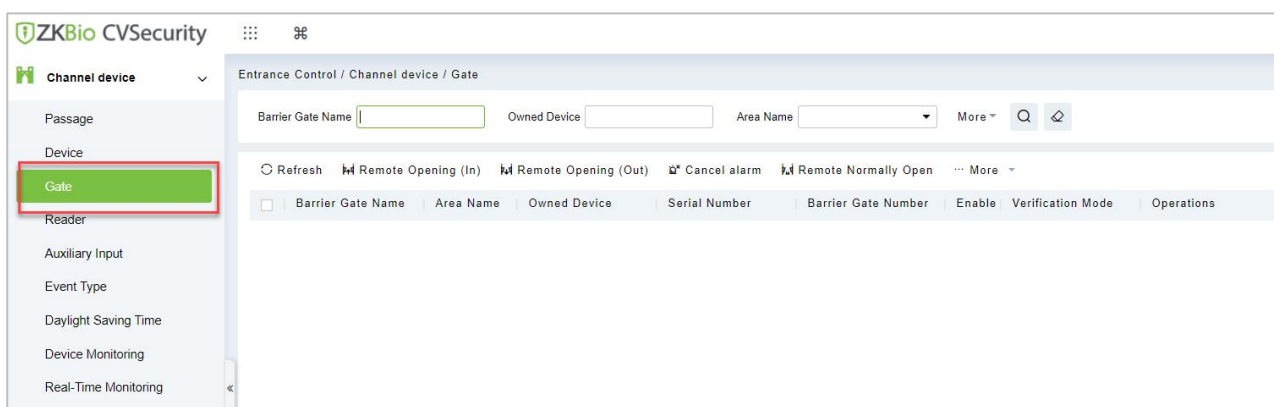 ZKBio CVSecurity
Channel device
Entrance Control / Channel device / Gate
Passage
Barrier Gate Name
Owned Device
Area Name
More
Device
Refresh Remote Opening (In) Remote Opening (Out) Cancel alarm Remote Normally Open ··· More
Gate
Barrier Gate Name Area Name Owned Device Serial Number Barrier Gate Number Enable Verification Mode Operations
Reader
Auxiliary Input
Event Type
Daylight Saving Time
Device Monitoring
Real-Time Monitoring